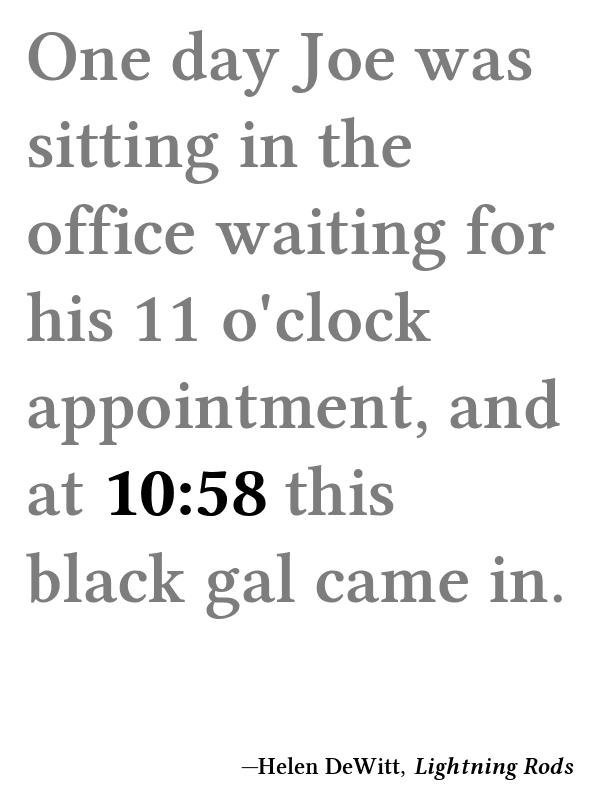 One day Joe was
sitting in the
office waiting for
his 11 o'clock
appointment, and
at 10:58 this
black gal came in.
—Helen DeWitt, Lightning Rods